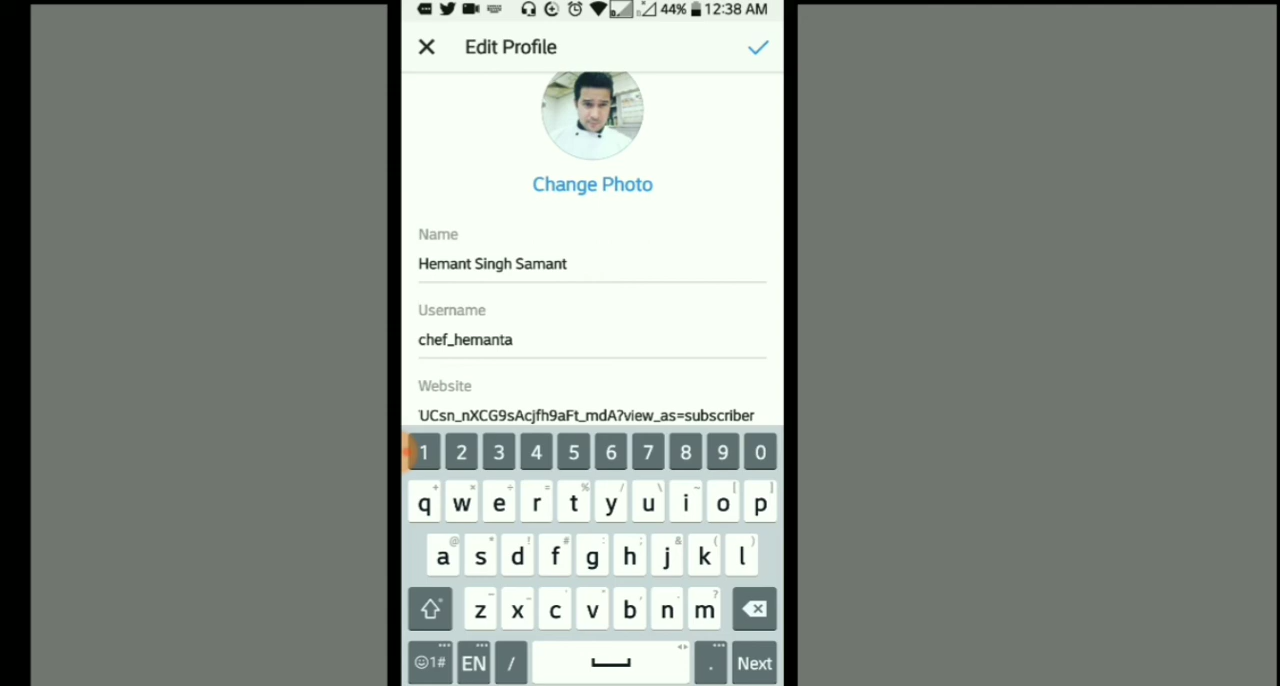 44% 12:38 AM
Edit Profile
Change Photo
Name
Hemant Singh Samant
Username
chef_hemanta
Website
UCsn_nXCG9sAcjfh9aFt_mdA?view_as=subscriber
1 2 3 4 5 6 7 8 9 0
q w e r t y u i o p
a s d f g h j k l
z x c v b n m
1# EN / . Next